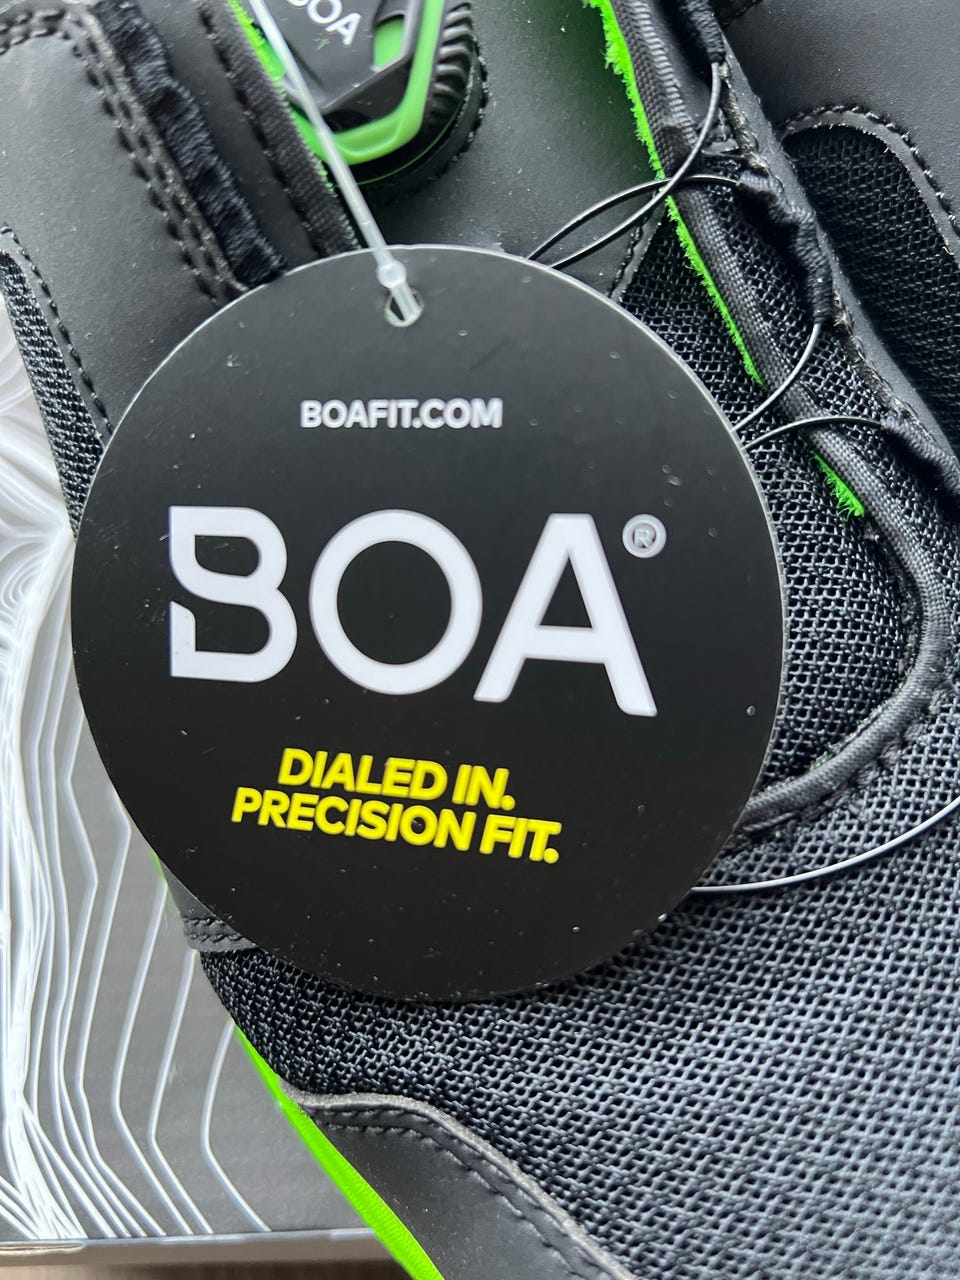 BOA
BOAFIT.COM
BOA®
DIALED IN.
PRECISION FIT.